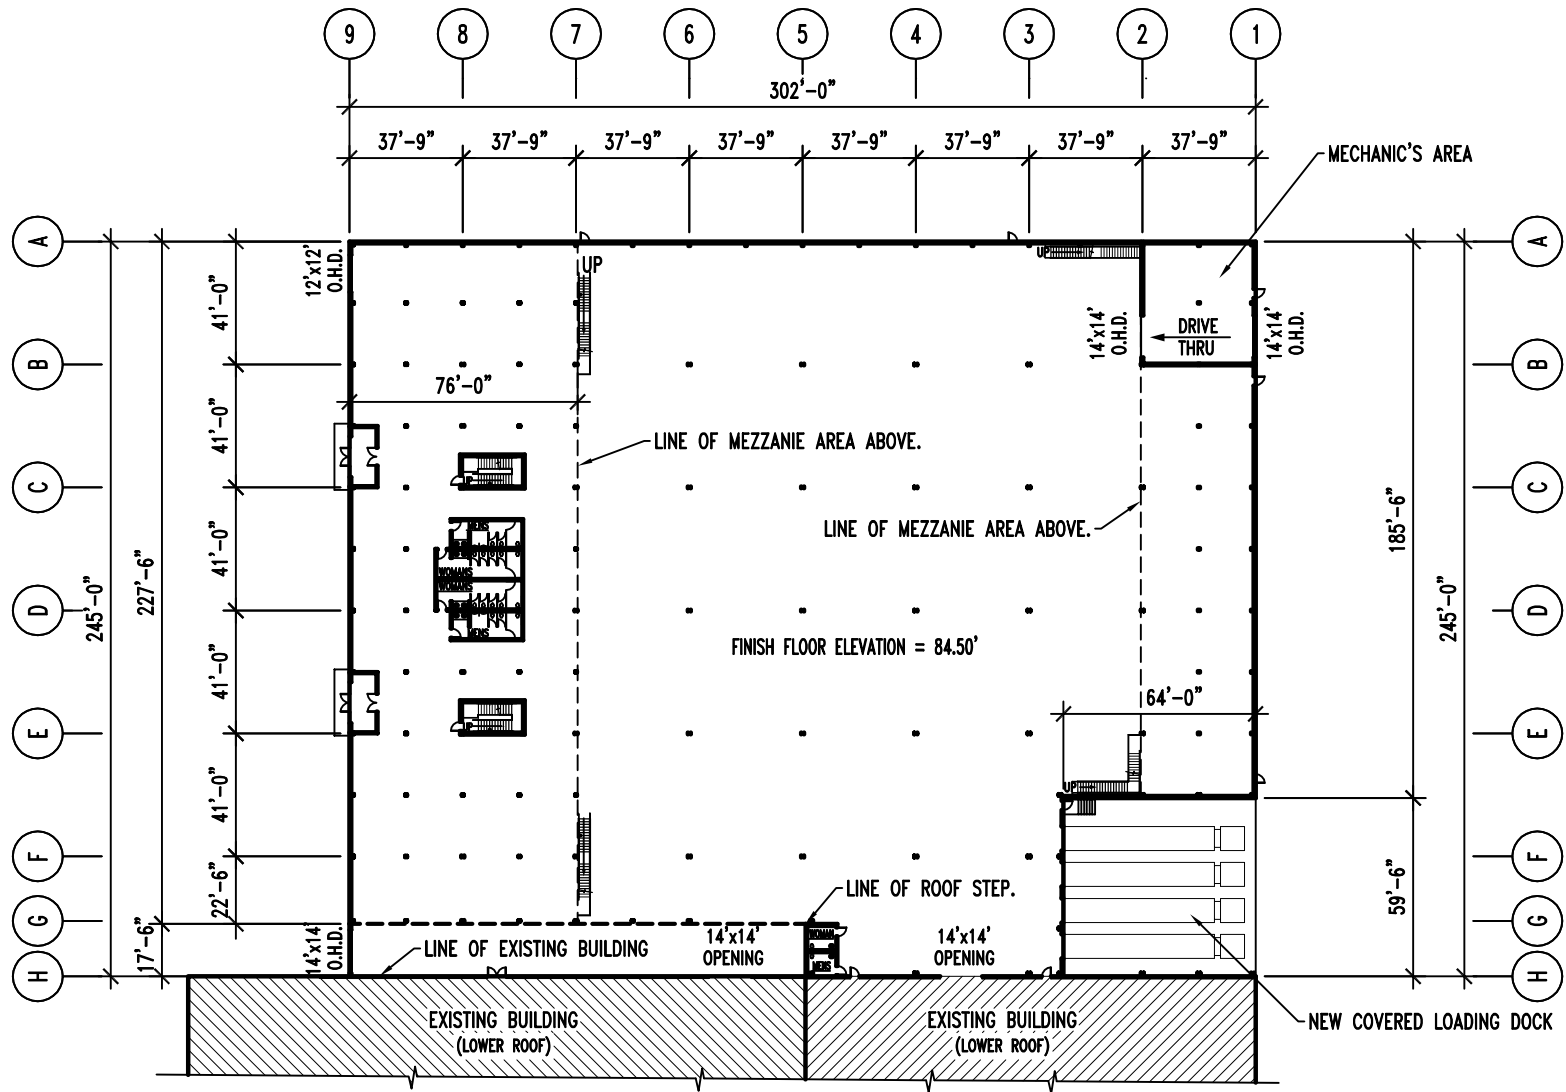 9 8 7 6 5 4 3 2 1
302'-0"
37'-9" 37'-9" 37'-9" 37'-9" 37'-9" 37'-9" 37'-9" 37'-9"
MECHANIC'S AREA
A
A
12'x12'
O.H.D.
UP
UP
41'-0"
14'x14'
O.H.D.
DRIVE
THRU
14'x14'
O.H.D.
B
B
76'-0"
41'-0"
LINE OF MEZZANIE AREA ABOVE.
C
C
UP
LINE OF MEZZANIE AREA ABOVE.
185'-6"
MENS
41'-0"
227'-6"
WOMANS
WOMANS
245'-0"
D
D
245'-0"
MENS
FINISH FLOOR ELEVATION = 84.50'
41'-0"
64'-0"
UP
E
E
41'-0"
UP
F
F
22'-6"
LINE OF ROOF STEP.
59'-6"
G
G
17'-6"
14'x14'
O.H.D.
LINE OF EXISTING BUILDING
14'x14'
OPENING
WOMAN
MENS
14'x14'
OPENING
H
H
EXISTING BUILDING
(LOWER ROOF)
EXISTING BUILDING
(LOWER ROOF)
NEW COVERED LOADING DOCK